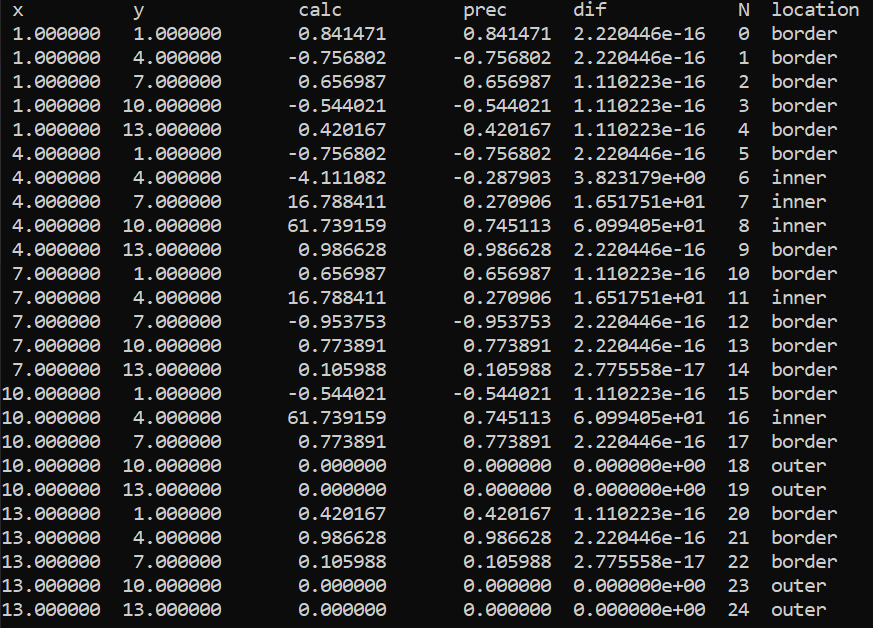 x y calc prec dif N location
1.000000 1.000000 0.841471 0.841471 2.220446e-16 0 border
1.000000 4.000000 -0.756802 -0.756802 2.220446e-16 1 border
1.000000 7.000000 0.656987 0.656987 1.110223e-16 2 border
1.000000 10.000000 -0.544021 -0.544021 1.110223e-16 3 border
1.000000 13.000000 0.420167 0.420167 1.110223e-16 4 border
4.000000 1.000000 -0.756802 -0.756802 2.220446e-16 5 border
4.000000 4.000000 -4.111082 -0.287903 3.823179e+00 6 inner
4.000000 7.000000 16.788411 0.270906 1.651751e+01 7 inner
4.000000 10.000000 61.739159 0.745113 6.099405e+01 8 inner
4.000000 13.000000 0.986628 0.986628 2.220446e-16 9 border
7.000000 1.000000 0.656987 0.656987 1.110223e-16 10 border
7.000000 4.000000 16.788411 0.270906 1.651751e+01 11 inner
7.000000 7.000000 -0.953753 -0.953753 2.220446e-16 12 border
7.000000 10.000000 0.773891 0.773891 2.220446e-16 13 border
7.000000 13.000000 0.105988 0.105988 2.775558e-17 14 border
10.000000 1.000000 -0.544021 -0.544021 1.110223e-16 15 border
10.000000 4.000000 61.739159 0.745113 6.099405e+01 16 inner
10.000000 7.000000 0.773891 0.773891 2.220446e-16 17 border
10.000000 10.000000 0.000000 0.000000 0.000000e+00 18 outer
10.000000 13.000000 0.000000 0.000000 0.000000e+00 19 outer
13.000000 1.000000 0.420167 0.420167 1.110223e-16 20 border
13.000000 4.000000 0.986628 0.986628 2.220446e-16 21 border
13.000000 7.000000 0.105988 0.105988 2.775558e-17 22 border
13.000000 10.000000 0.000000 0.000000 0.000000e+00 23 outer
13.000000 13.000000 0.000000 0.000000 0.000000e+00 24 outer